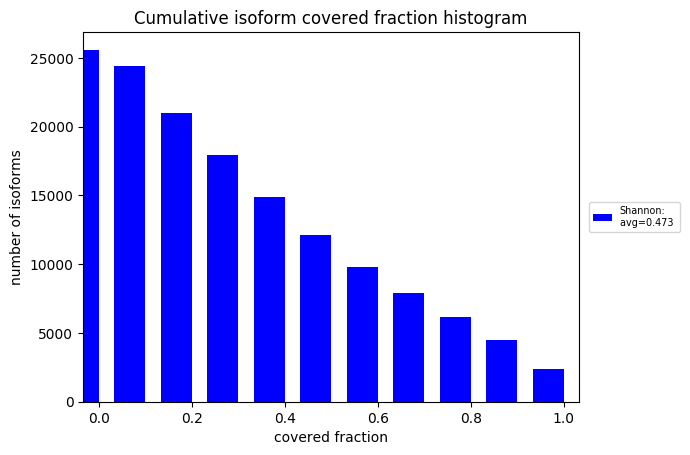 Cumulative isoform covered fraction histogram
25000
20000
15000
10000
5000
0
number of isoforms
0.0 0.2 0.4 0.6 0.8 1.0
covered fraction
Shannon:
avg=0.473